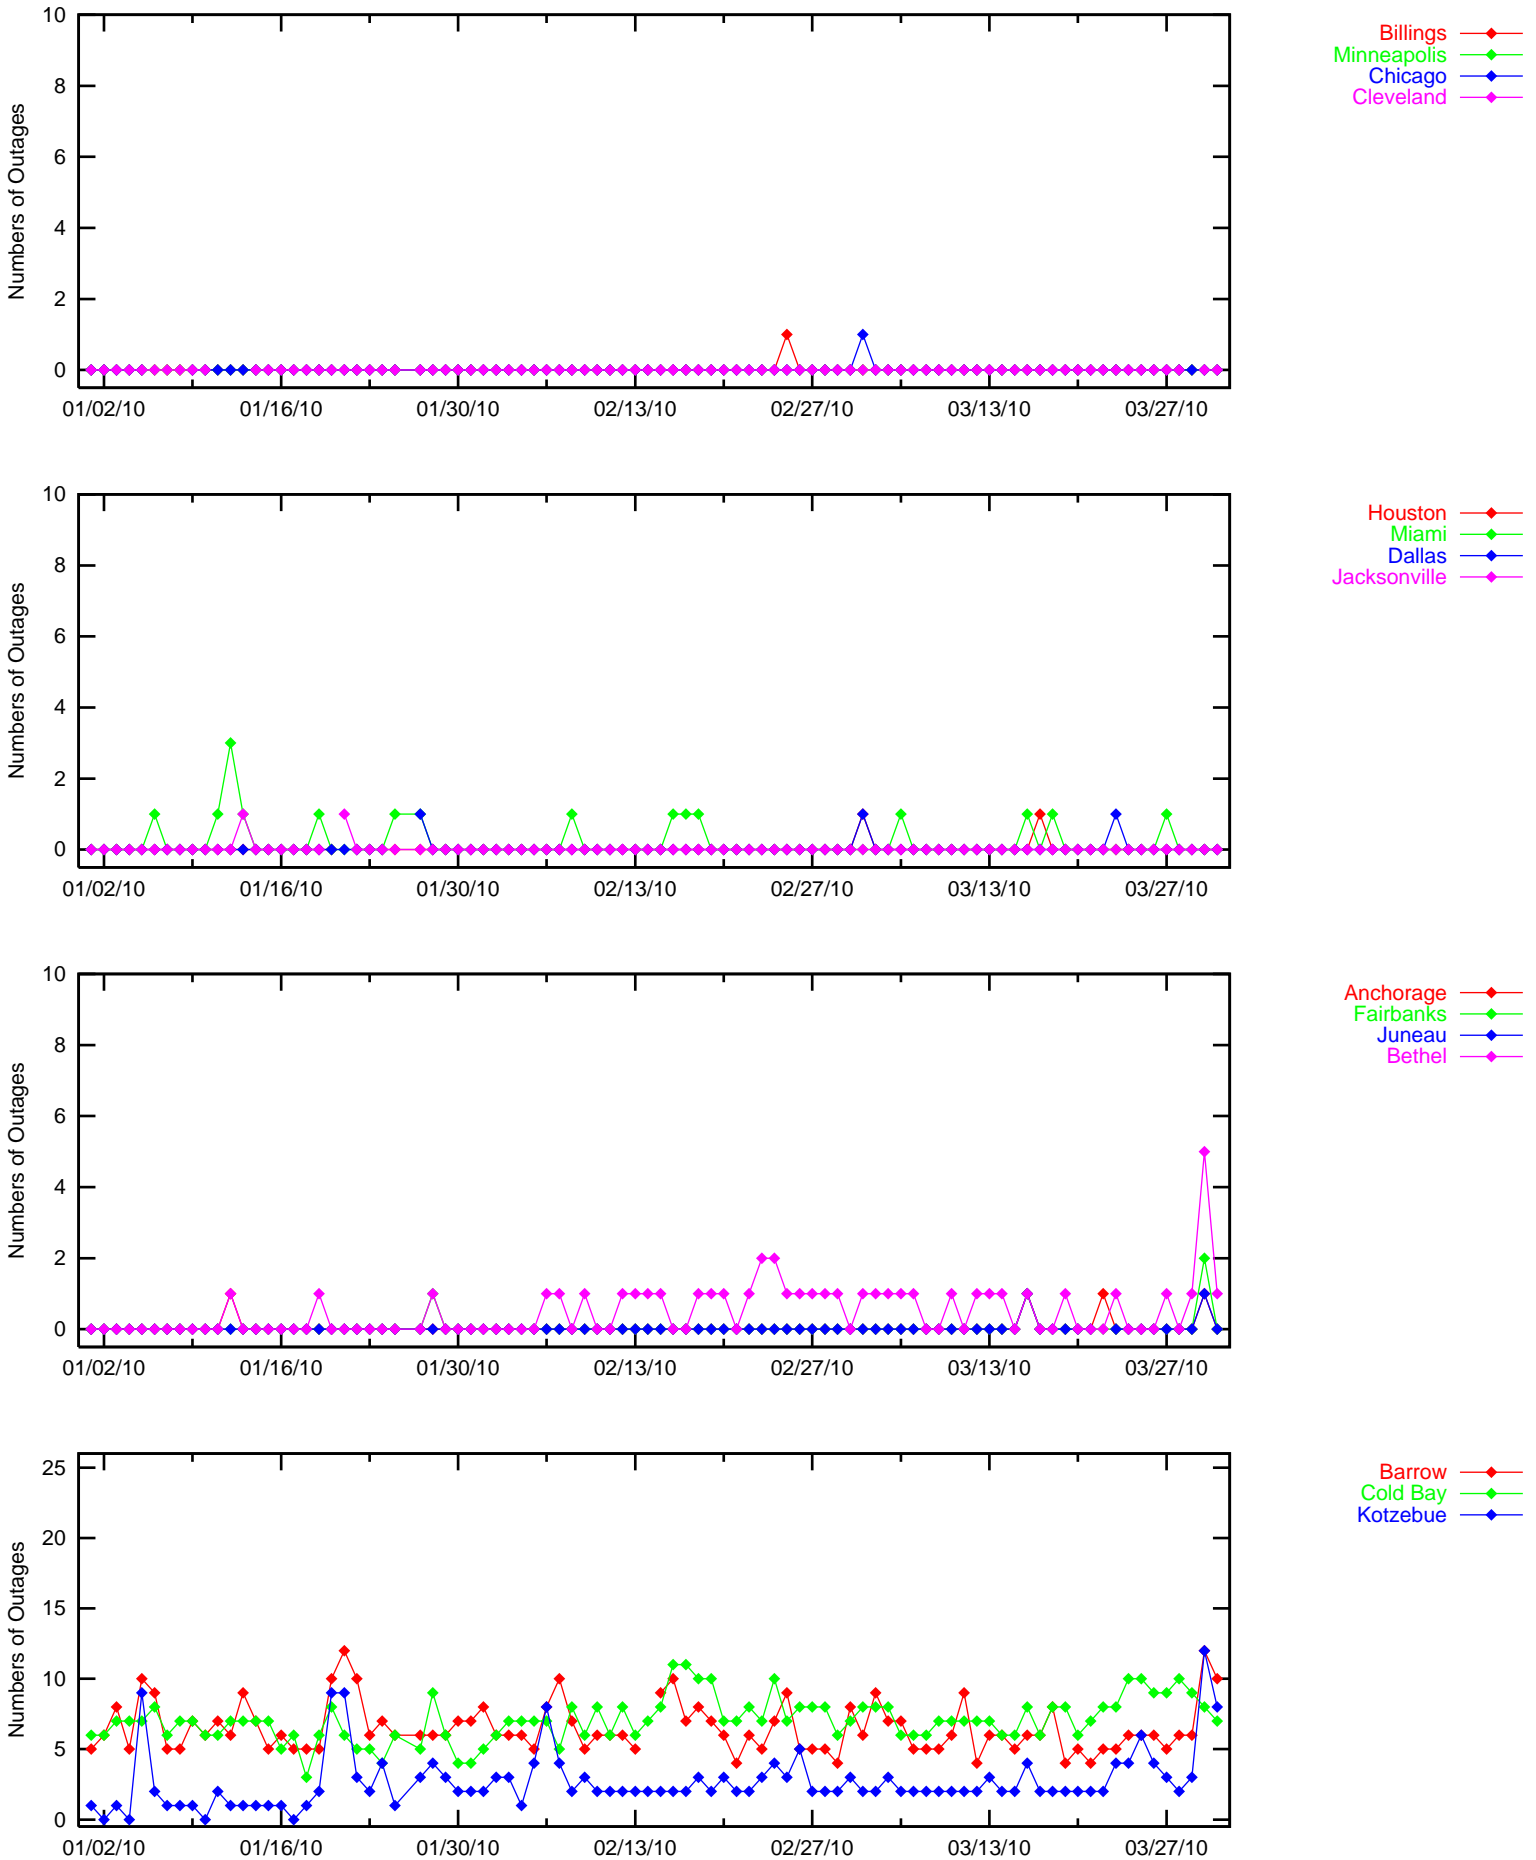 10
8
6
4
2
0
Numbers of Outages
01/02/10 01/16/10 01/30/10 02/13/10 02/27/10 03/13/10 03/27/10
Billings
Minneapolis
Chicago
Cleveland
10
8
6
4
2
0
Numbers of Outages
01/02/10 01/16/10 01/30/10 02/13/10 02/27/10 03/13/10 03/27/10
Houston
Miami
Dallas
Jacksonville
10
8
6
4
2
0
Numbers of Outages
01/02/10 01/16/10 01/30/10 02/13/10 02/27/10 03/13/10 03/27/10
Anchorage
Fairbanks
Juneau
Bethel
25
20
15
10
5
0
Numbers of Outages
01/02/10 01/16/10 01/30/10 02/13/10 02/27/10 03/13/10 03/27/10
Barrow
Cold Bay
Kotzebue